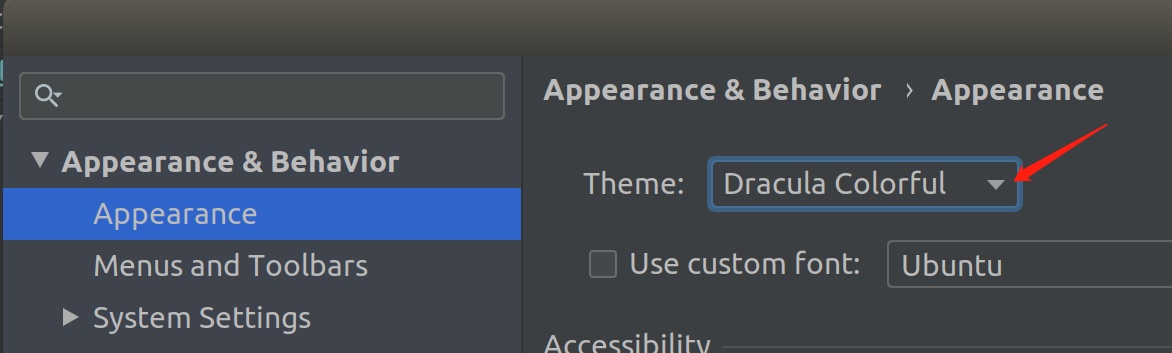 Appearance & Behavior › Appearance
Appearance & Behavior
Appearance
Menus and Toolbars
System Settings
Theme: Dracula Colorful
Use custom font: Ubuntu
Accessibility